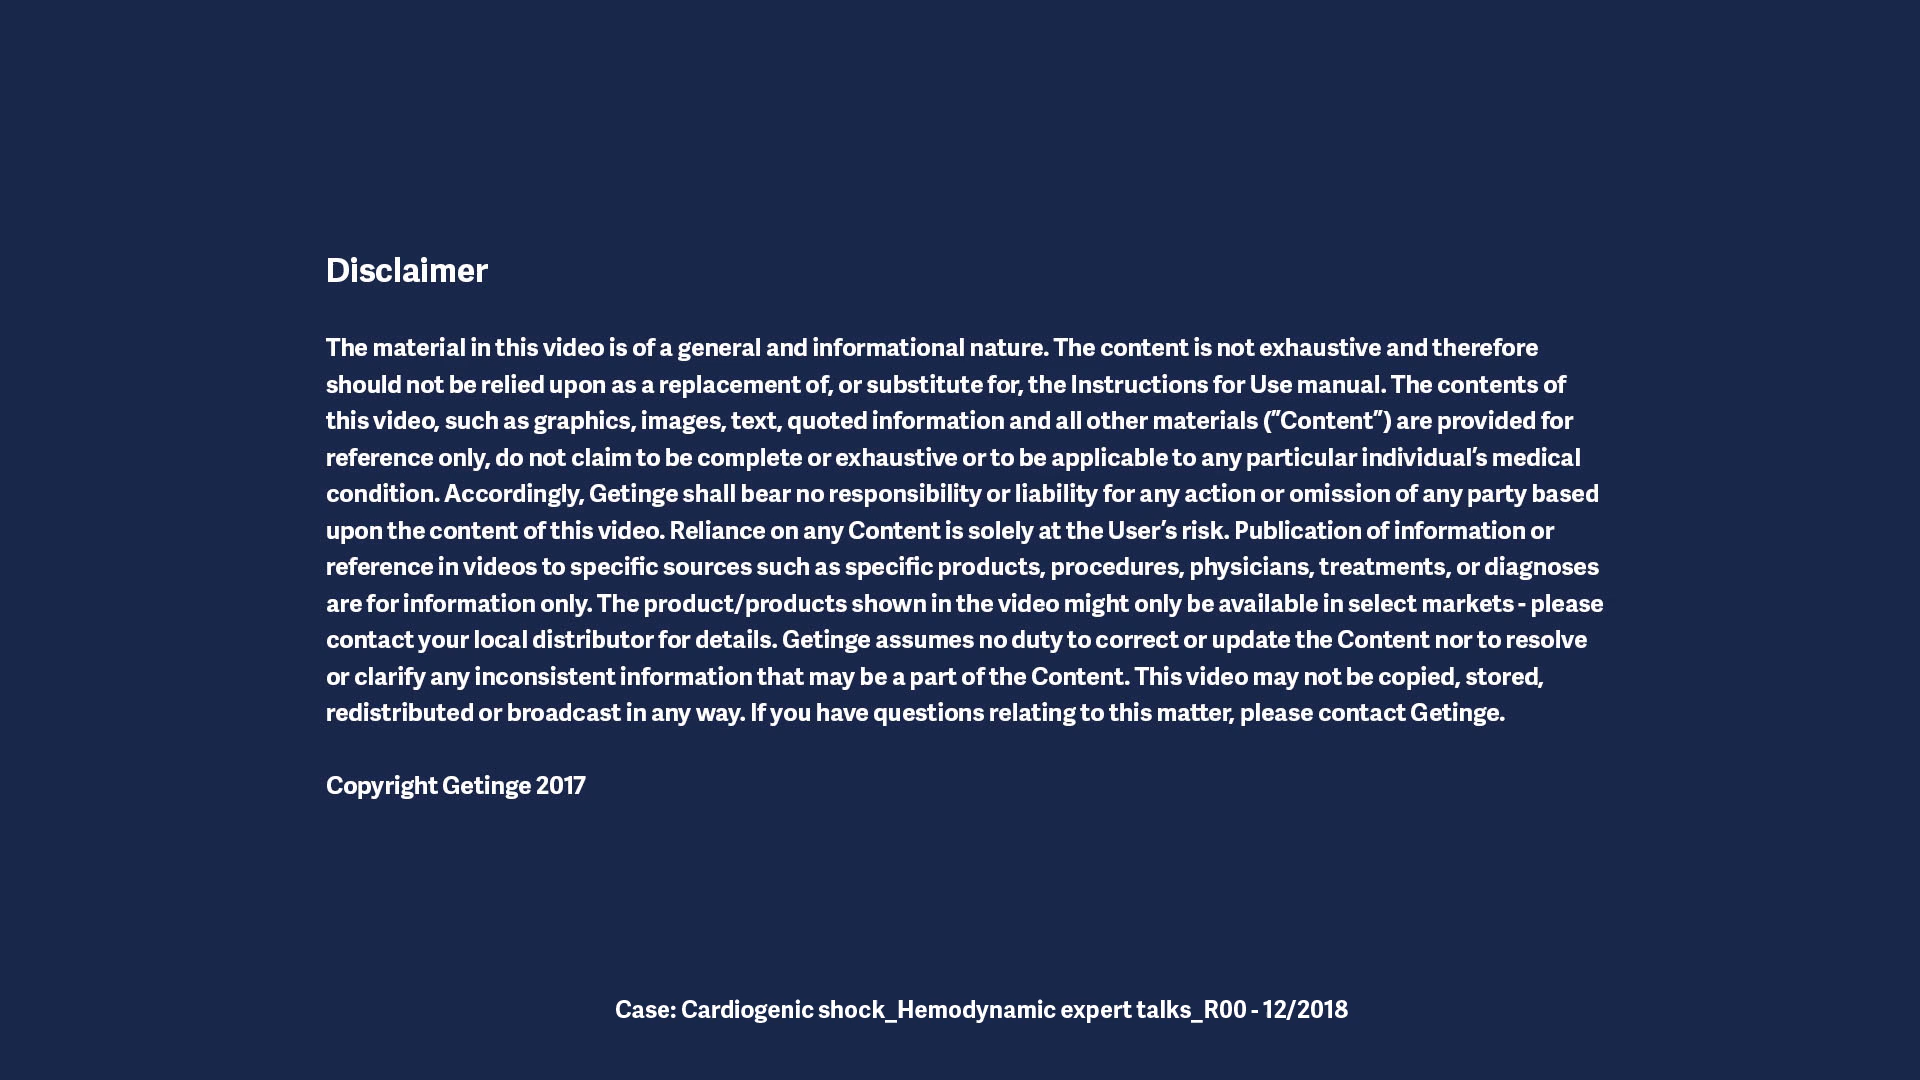 Disclaimer
The material in this video is of a general and informational nature. The content is not exhaustive and therefore
should not be relied upon as a replacement of, or substitute for, the Instructions for Use manual. The contents of
this video, such as graphics, images, text, quoted information and all other materials (”Content”) are provided for
reference only, do not claim to be complete or exhaustive or to be applicable to any particular individual’s medical
condition. Accordingly, Getinge shall bear no responsibility or liability for any action or omission of any party based
upon the content of this video. Reliance on any Content is solely at the User’s risk. Publication of information or
reference in videos to specific sources such as specific products, procedures, physicians, treatments, or diagnoses
are for information only. The product/products shown in the video might only be available in select markets - please
contact your local distributor for details. Getinge assumes no duty to correct or update the Content nor to resolve
or clarify any inconsistent information that may be a part of the Content. This video may not be copied, stored,
redistributed or broadcast in any way. If you have questions relating to this matter, please contact Getinge.
Copyright Getinge 2017
Case: Cardiogenic shock_Hemodynamic expert talks_R00 - 12/2018